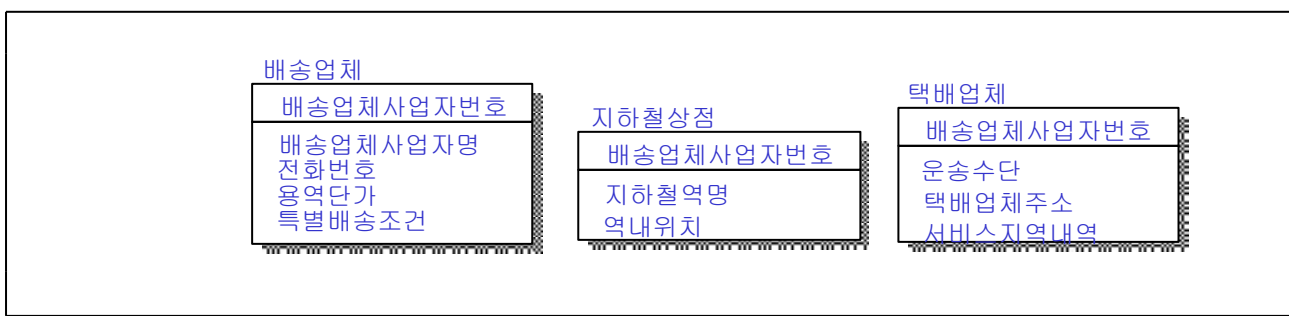 배송업체
배송업체사업자번호
배송업체사업자명
전화번호
용역단가
특별배송조건
지하철상점
배송업체사업자번호
지하철역명
역내위치
택배업체
배송업체사업자번호
운송수단
택배업체주소
서비스지역내역